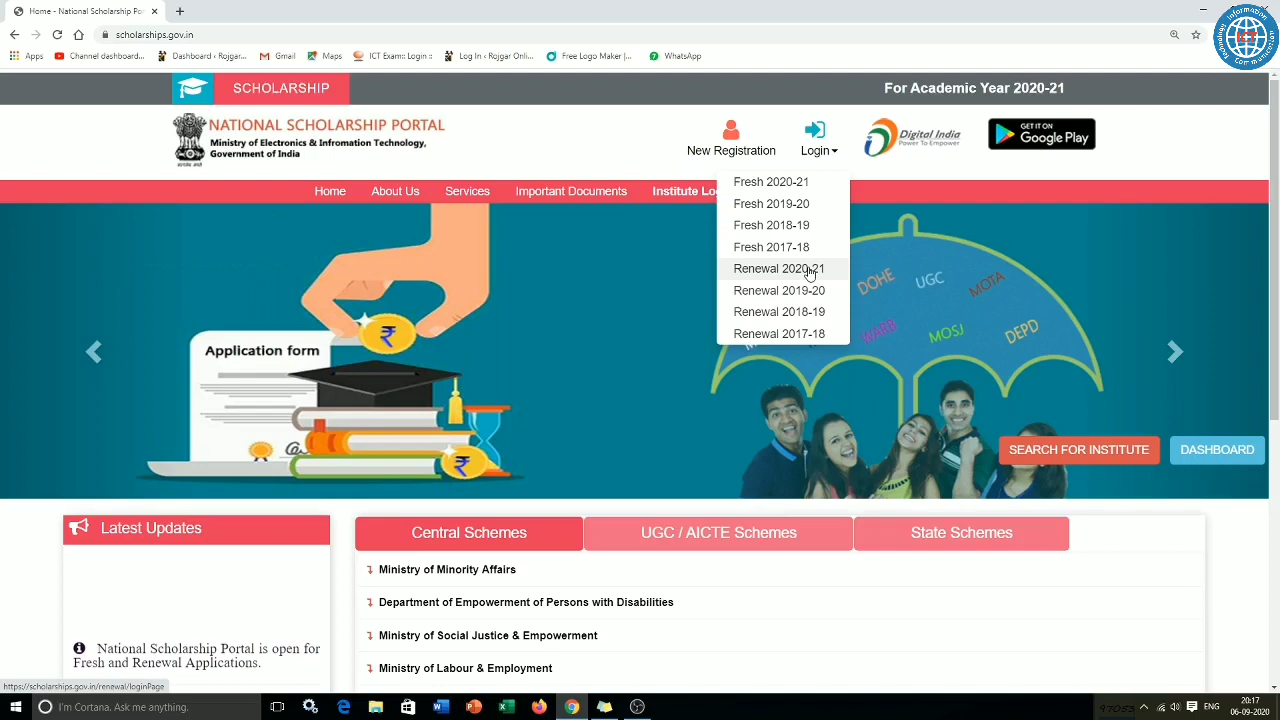 Home - National Scholarship Por
scholarships.gov.in
Apps
Channel dashboard...
Dashboard ‹ Rojgar...
Gmail
Maps
ICT Exam:: Login ::
Log In ‹ Rojgar Onli...
Free Logo Maker |...
WhatsApp
Information
Communication
Technology
SCHOLARSHIP
For Academic Year 2020-21
NATIONAL SCHOLARSHIP PORTAL
Ministry of Electronics & Infromation Technology,
Government of India
New Registration
Login
Digital India
Power To Empower
GET IT ON
Google Play
Home
About Us
Services
Important Documents
Institute Lo
Fresh 2020-21
Fresh 2019-20
Fresh 2018-19
Fresh 2017-18
Renewal 2020-21
Renewal 2019-20
Renewal 2018-19
Renewal 2017-18
Application form
₹
₹
DOHE
UGC
MOTA
WARB
MOSJ
DEPD
SEARCH FOR INSTITUTE
DASHBOARD
Latest Updates
National Scholarship Portal is open for
Fresh and Renewal Applications.
Central Schemes
UGC / AICTE Schemes
State Schemes
Ministry of Minority Affairs
Department of Empowerment of Persons with Disabilities
Ministry of Social Justice & Empowerment
Ministry of Labour & Employment
https://scholarships.gov.in/renewal/loginPage
I'm Cortana. Ask me anything.
ENG
20:17
06-09-2020